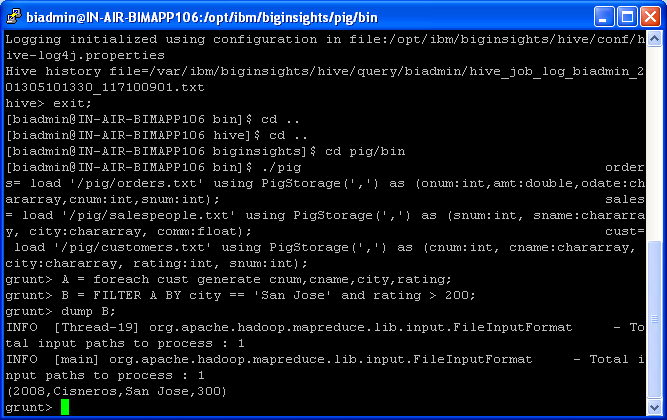 biadmin@IN-AIR-BIMAPP106:/opt/ibm/biginsights/pig/bin
Logging initialized using configuration in file:/opt/ibm/biginsights/hive/conf/h
ive-log4j.properties
Hive history file=/var/ibm/biginsights/hive/query/biadmin/hive_job_log_biadmin_2
01305101330_117100901.txt
hive> exit;
[biadmin@IN-AIR-BIMAPP106 bin]$ cd ..
[biadmin@IN-AIR-BIMAPP106 hive]$ cd ..
[biadmin@IN-AIR-BIMAPP106 biginsights]$ cd pig/bin
[biadmin@IN-AIR-BIMAPP106 bin]$ ./pig order
s= load '/pig/orders.txt' using PigStorage(',') as (onum:int,amt:double,odate:ch
ararray,cnum:int,snum:int); sales
= load '/pig/salespeople.txt' using PigStorage(',') as (snum:int, sname:chararra
y, city:chararray, comm:float); cust=
load '/pig/customers.txt' using PigStorage(',') as (cnum:int, cname:chararray,
city:chararray, rating:int, snum:int);
grunt> A = foreach cust generate cnum,cname,city,rating;
grunt> B = FILTER A BY city == 'San Jose' and rating > 200;
grunt> dump B;
INFO [Thread-19] org.apache.hadoop.mapreduce.lib.input.FileInputFormat - To
tal input paths to process : 1
INFO [main] org.apache.hadoop.mapreduce.lib.input.FileInputFormat - Total i
nput paths to process : 1
(2008,Cisneros,San Jose,300)
grunt>